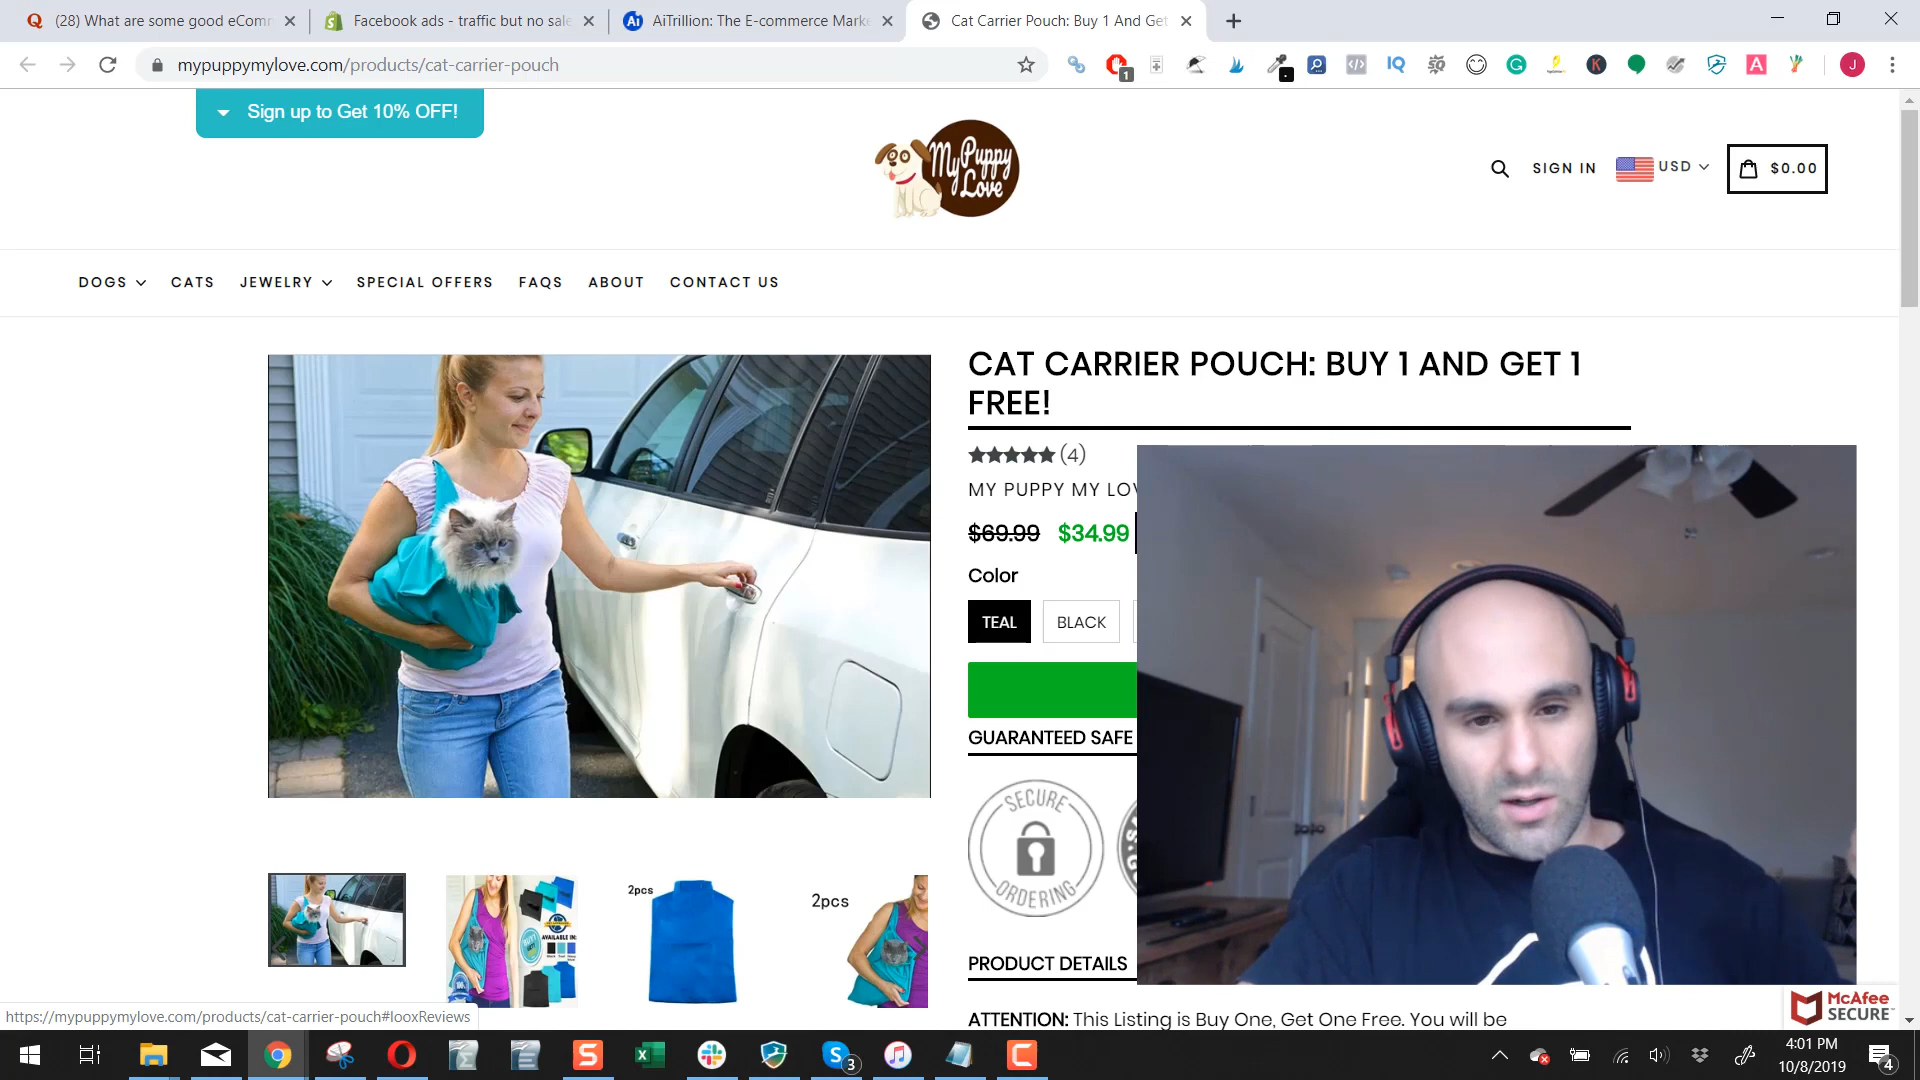 (28) What are some good eComm
Facebook ads - traffic but no sale
AiTrillion: The E-commerce Marke
Cat Carrier Pouch: Buy 1 And Get
mypuppymylove.com/products/cat-carrier-pouch
Sign up to Get 10% OFF!
My Puppy
Love
SIGN IN
USD
$0.00
DOGS
CATS
JEWELRY
SPECIAL OFFERS
FAQS
ABOUT
CONTACT US
CAT CARRIER POUCH: BUY 1 AND GET 1
FREE!
(4)
MY PUPPY MY LOV
$69.99 $34.99
Color
TEAL
BLACK
GUARANTEED SAFE
SECURE
ORDERING
2pcs
AVAILABLE IN:
2pcs
PRODUCT DETAILS
ATTENTION: This Listing is Buy One, Get One Free. You will be
McAfee
SECURE
https://mypuppymylove.com/products/cat-carrier-pouch#looxReviews
4:01 PM
10/8/2019